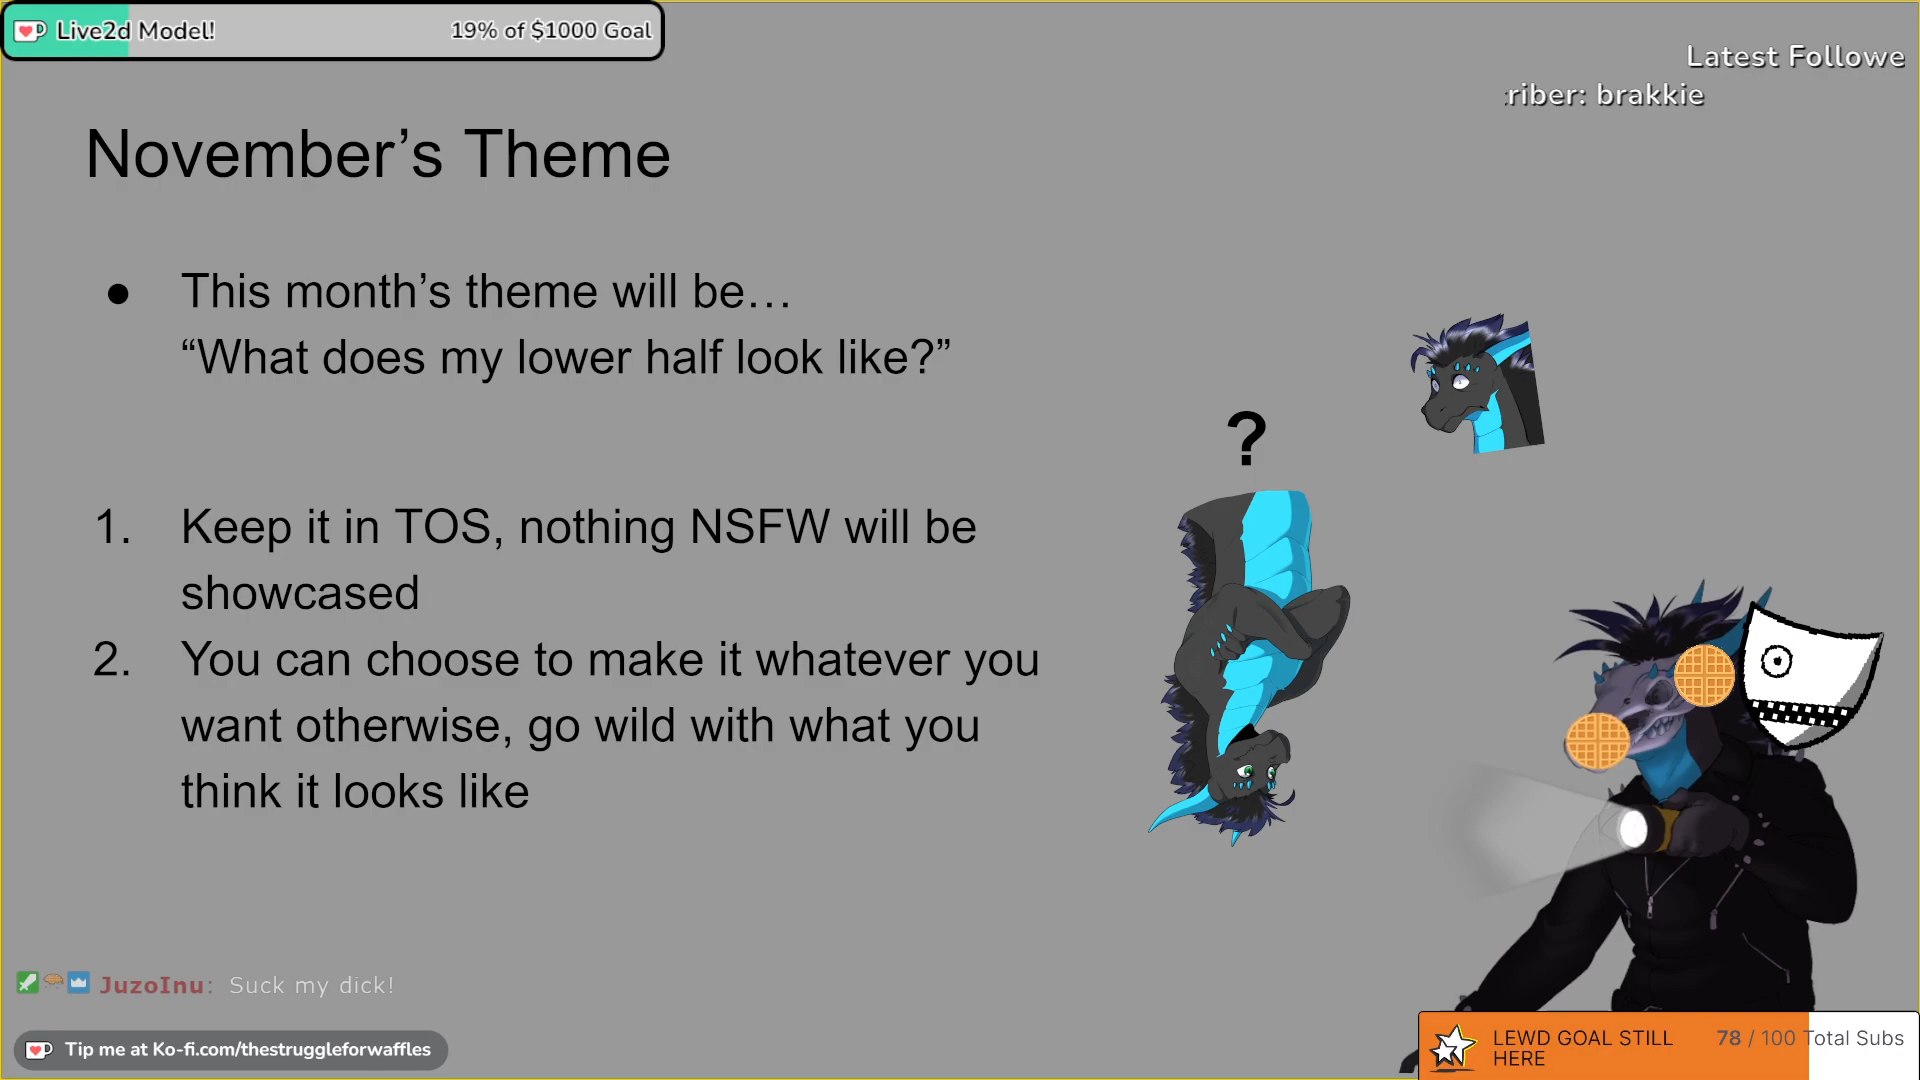 Live2d Model!
19% of $1000 Goal
Latest Followe
riber: brakkie
November’s Theme
● This month’s theme will be…
“What does my lower half look like?”
?
1. Keep it in TOS, nothing NSFW will be
showcased
2. You can choose to make it whatever you
want otherwise, go wild with what you
think it looks like
JuzoInu: Suck my dick!
Tip me at Ko-fi.com/thestruggleforwaffles
LEWD GOAL STILL
HERE
78 / 100 Total Subs